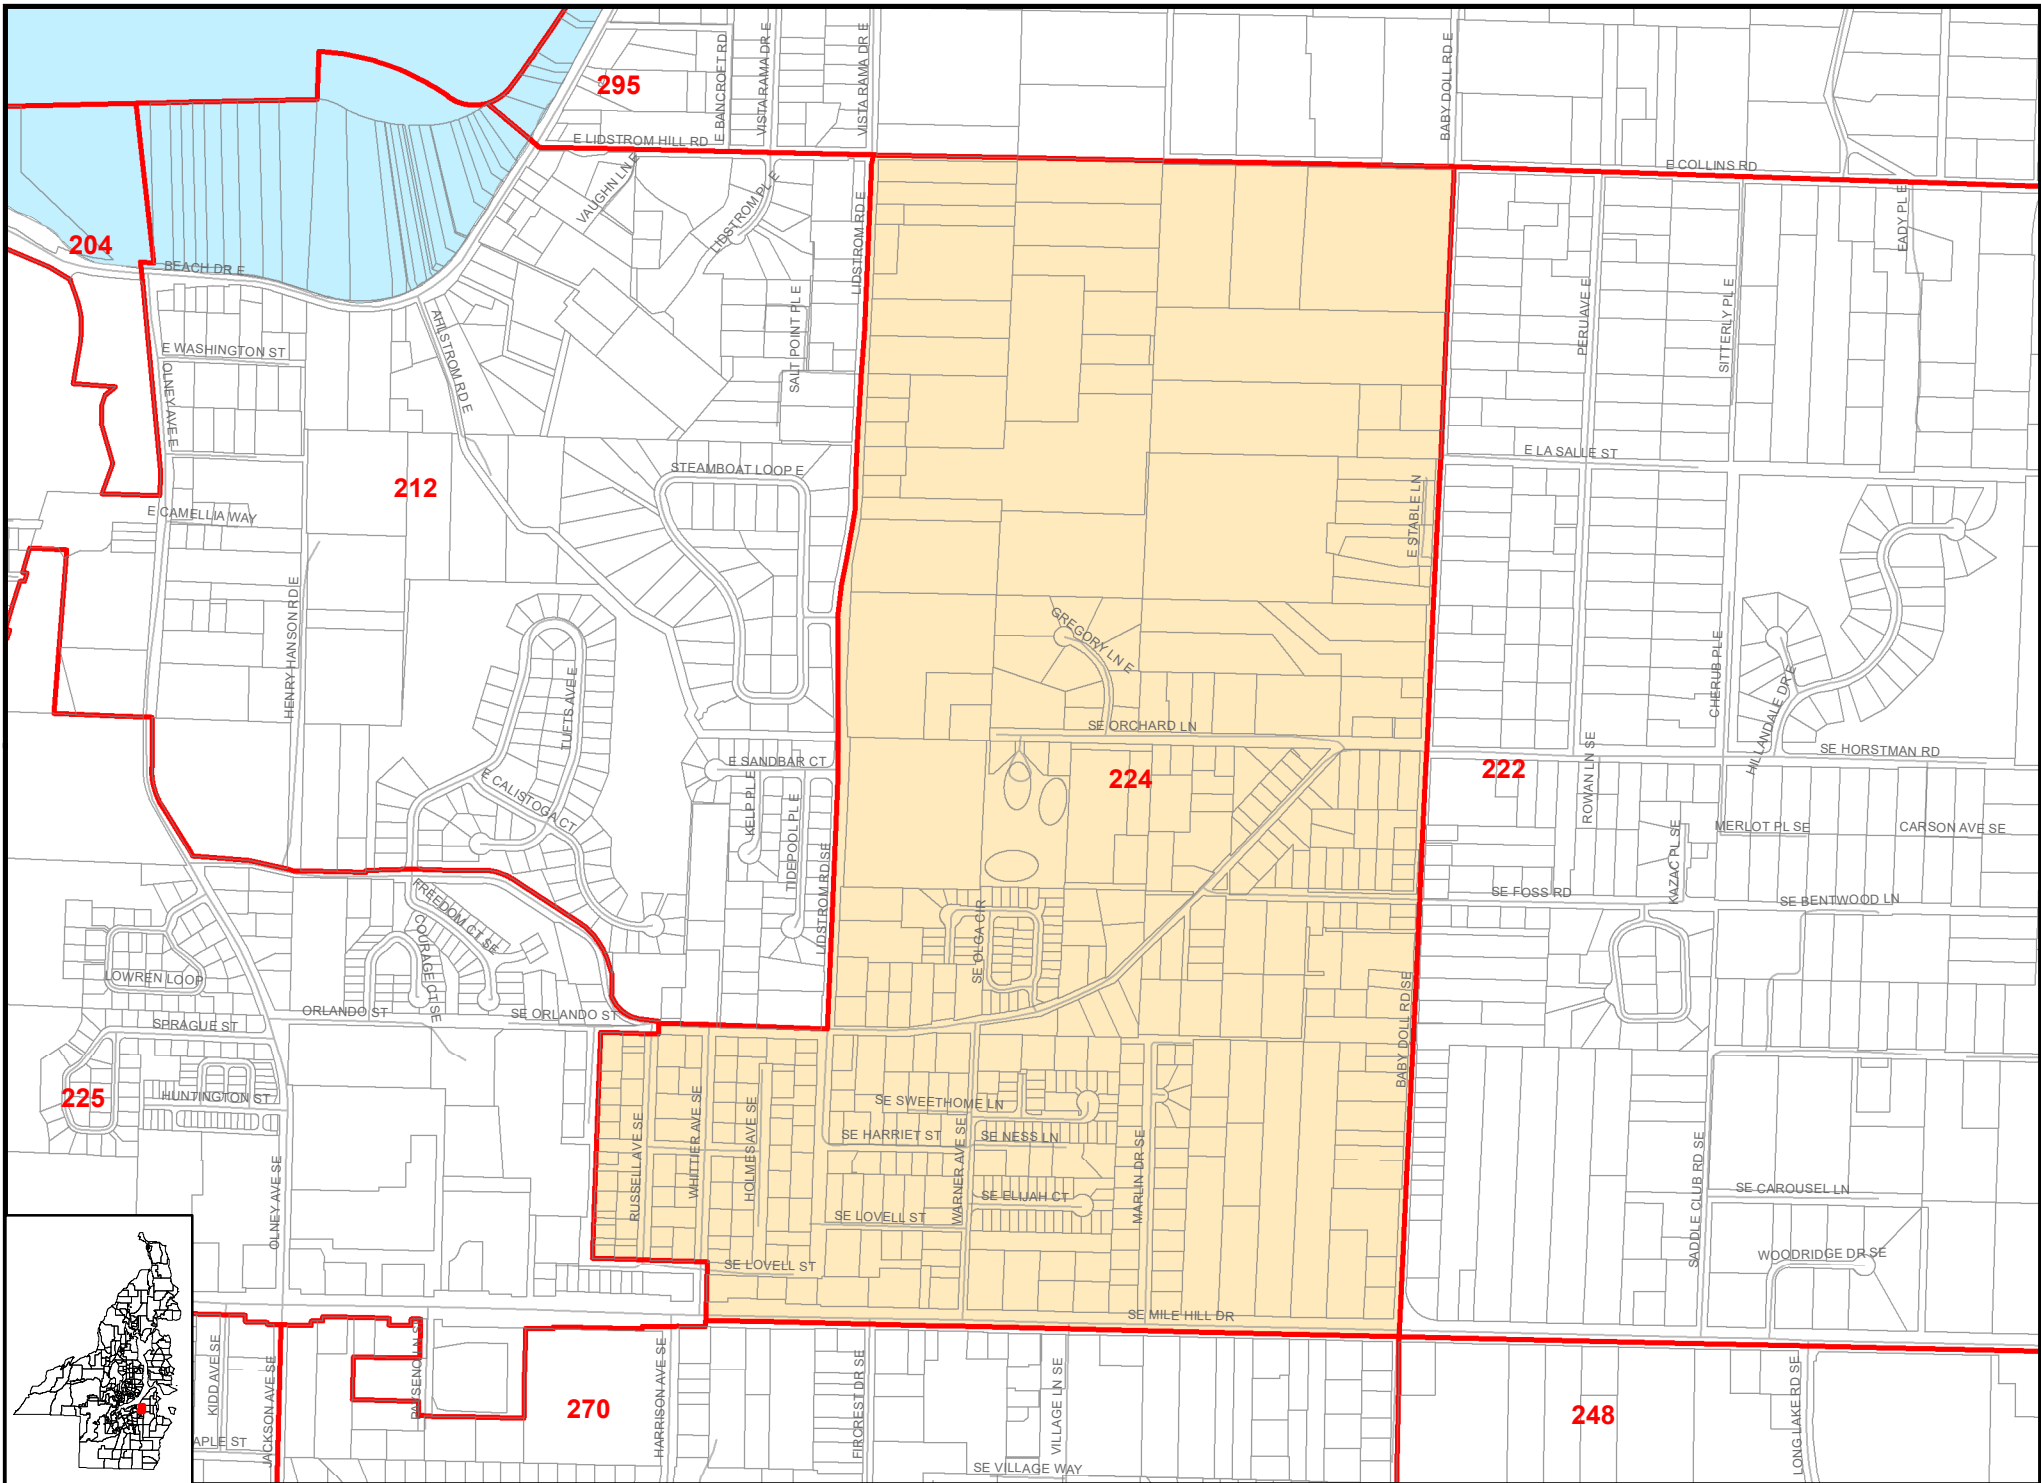 295
E BANCROFT RD
VISTA RAMA DR E
VISTA RAMA DR E
BABY DOLL RD E
E LIDSTROM HILL RD
E COLLINS RD
VAUGHN LN E
LIDSTROM PL E
LIDSTROM RD E
FADY PL E
204
BEACH DR E
SALT POINT PL E
PERU AVE E
SITTERLY PL E
AHLSTROM RD E
E WASHINGTON ST
OLNEY AVE E
E LA SALLE ST
STEAMBOAT LOOP E
212
E STABLE LN
E CAMELLIA WAY
HENRY HANSON RD E
GREGORY LN E
CHERUB PL E
TUFTS AVE E
HILLANDALE DR E
SE ORCHARD LN
SE HORSTMAN RD
E SANDBAR CT
224
222
ROWAN LN SE
E CALISTOGA CT
KELP PL E
TIDEPOOL PL E
MERLOT PL SE
CARSON AVE SE
KAZAC PL SE
LIDSTROM RD SE
FREEDOM CT SE
SE FOSS RD
SE BENTWOOD LN
COURAGE CT SE
SE OLGA CIR
LOWREN LOOP
ORLANDO ST
SE ORLANDO ST
SPRAGUE ST
BABY DOLL RD SE
225
HUNTINGTON ST
SE SWEETHOME LN
RUSSELL AVE SE
WHITTIER AVE SE
HOLMES AVE SE
SE HARRIET ST
SE NESS LN
WARNER AVE SE
MARLIN DR SE
SADDLE CLUB RD SE
OLNEY AVE SE
SE ELIJAH CT
SE CAROUSEL LN
SE LOVELL ST
SE LOVELL ST
WOODRIDGE DR SE
SE MILE HILL DR
KIDD AVE SE
JACKSON AVE SE
PAYSENO LN SE
HARRISON AVE SE
FIRCREST DR SE
VILLAGE LN SE
LONG LAKE RD SE
270
248
APLE ST
SE VILLAGE WAY